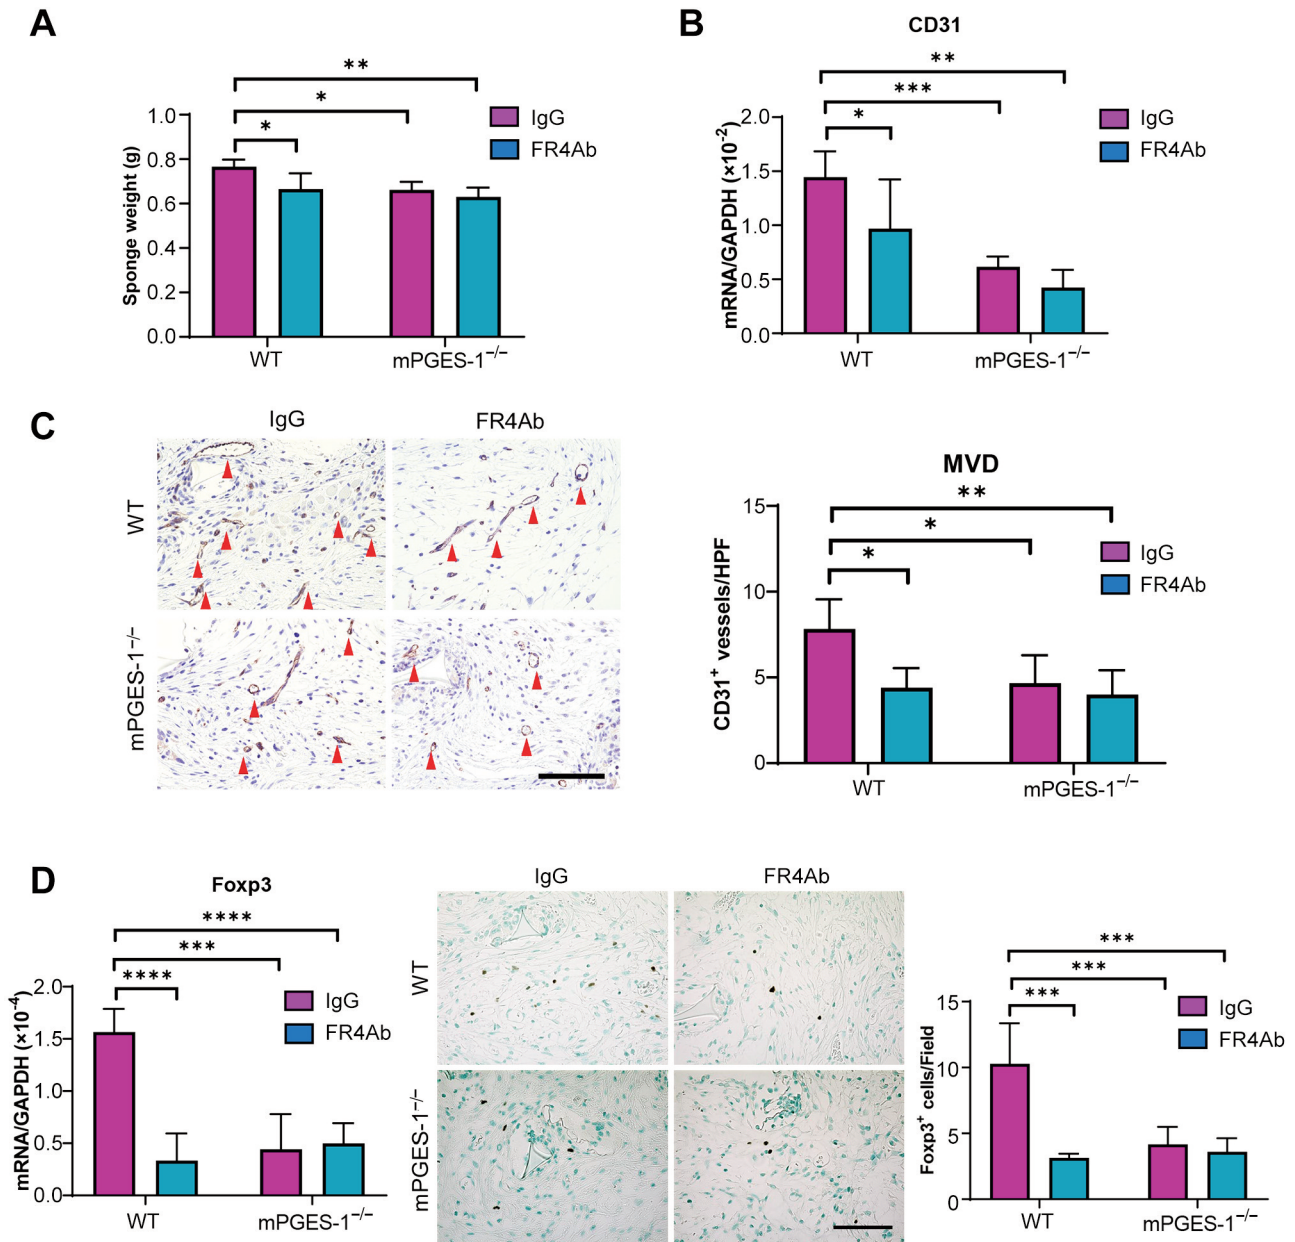 A
**
*
*
IgG
FR4Ab
Sponge weight (g)
1.0
0.8
0.6
0.4
0.2
0.0
WT
mPGES-1⁻/⁻
B
CD31
**
***
*
IgG
FR4Ab
mRNA/GAPDH (×10⁻²)
2.0
1.5
1.0
0.5
0.0
WT
mPGES-1⁻/⁻
C
IgG
FR4Ab
WT
mPGES-1⁻/⁻
MVD
**
*
*
IgG
FR4Ab
CD31⁺ vessels/HPF
15
10
5
0
WT
mPGES-1⁻/⁻
D
Foxp3
****
***
****
IgG
FR4Ab
mRNA/GAPDH (×10⁻⁴)
2.0
1.5
1.0
0.5
0.0
WT
mPGES-1⁻/⁻
IgG
FR4Ab
WT
mPGES-1⁻/⁻
***
***
***
IgG
FR4Ab
Foxp3⁺ cells/Field
15
10
5
0
WT
mPGES-1⁻/⁻